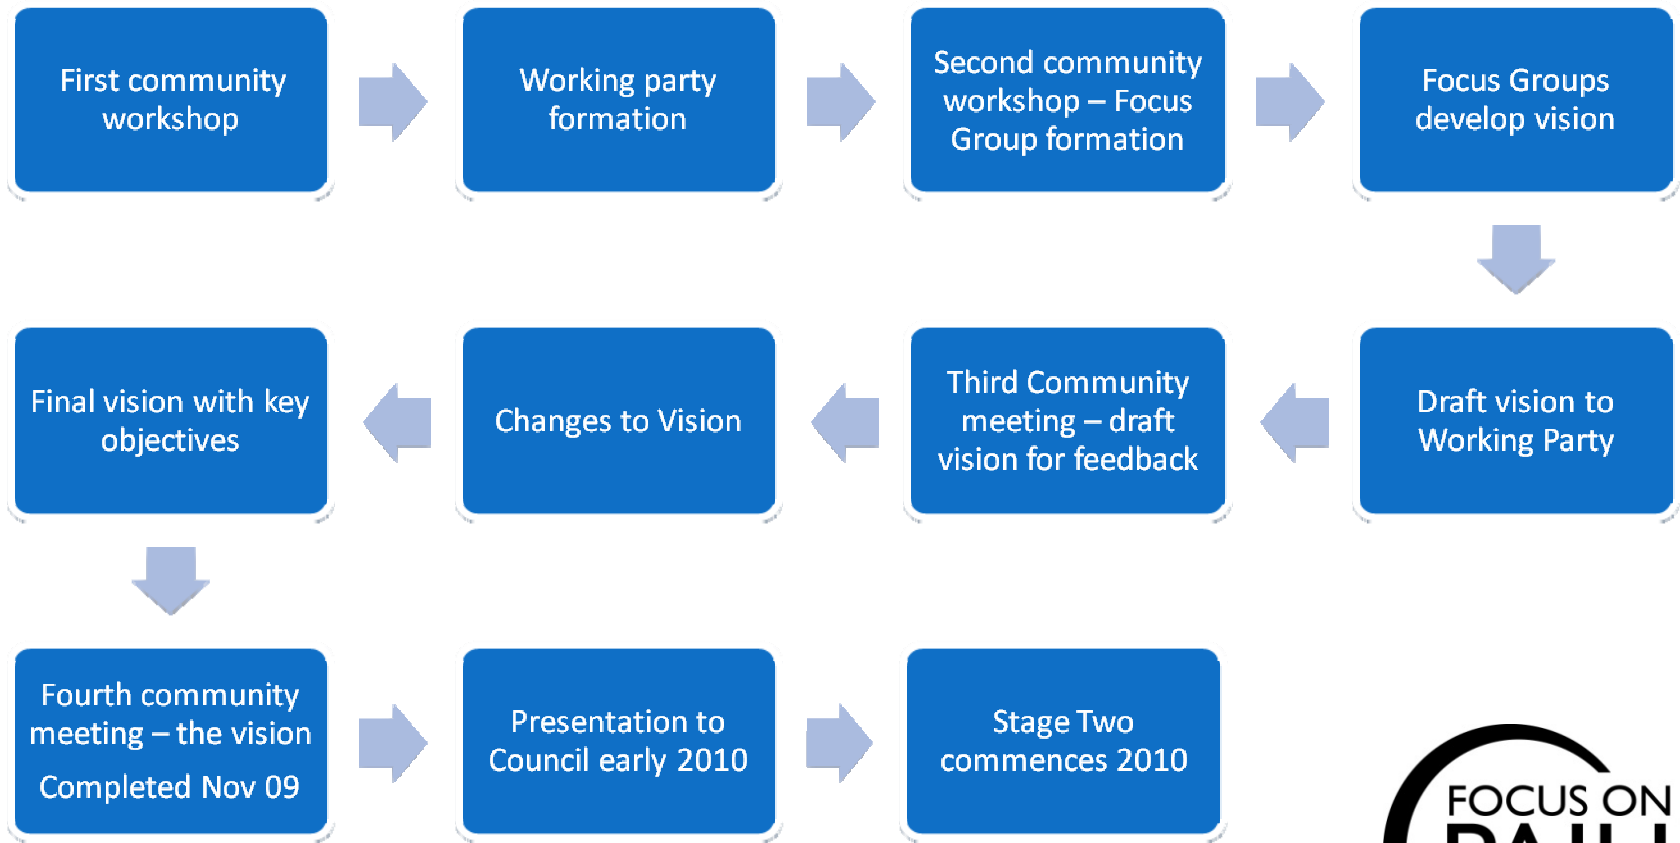 First community
workshop
Working party
formation
Second community
workshop – Focus
Group formation
Focus Groups
develop vision
Draft vision to
Working Party
Third Community
meeting – draft
vision for feedback
Changes to Vision
Final vision with key
objectives
Fourth community
meeting – the vision
Completed Nov 09
Presentation to
Council early 2010
Stage Two
commences 2010
FOCUS ON